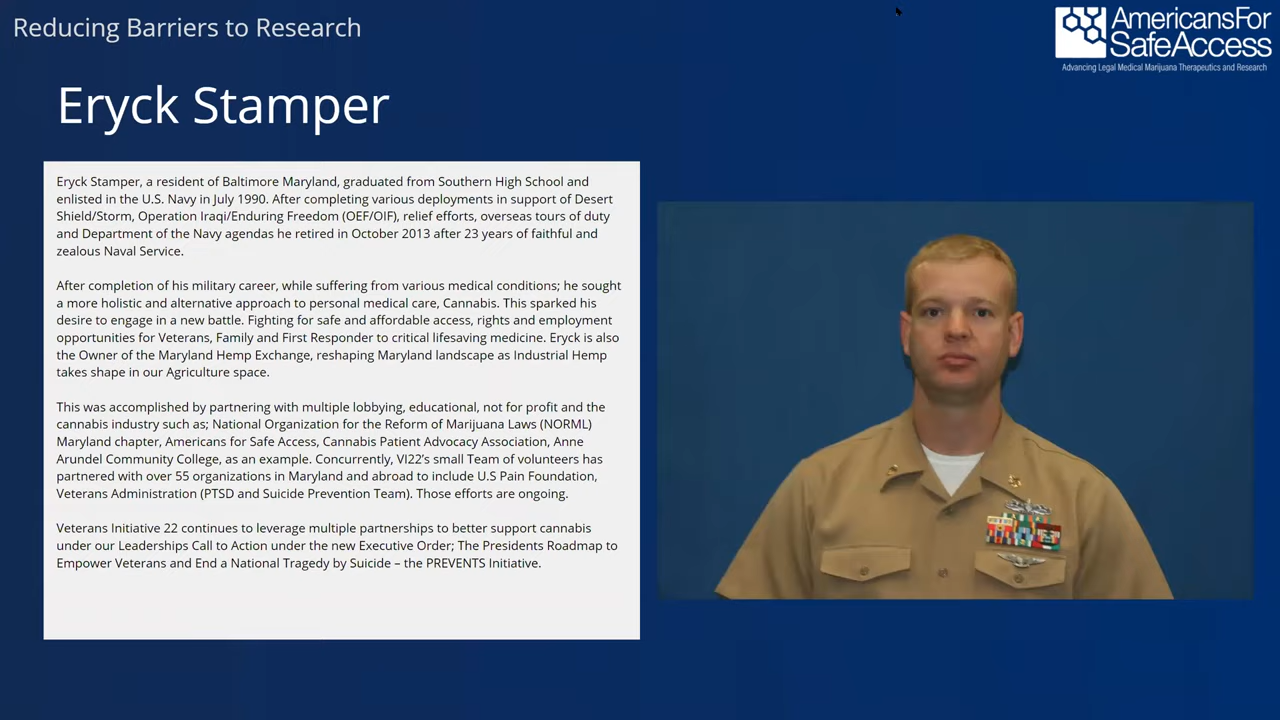 Reducing Barriers to Research
AmericansFor
SafeAccess
Advancing Legal Medical Marijuana Therapeutics and Research
Eryck Stamper
Eryck Stamper, a resident of Baltimore Maryland, graduated from Southern High School and
enlisted in the U.S. Navy in July 1990. After completing various deployments in support of Desert
Shield/Storm, Operation Iraqi/Enduring Freedom (OEF/OIF), relief efforts, overseas tours of duty
and Department of the Navy agendas he retired in October 2013 after 23 years of faithful and
zealous Naval Service.
After completion of his military career, while suffering from various medical conditions; he sought
a more holistic and alternative approach to personal medical care, Cannabis. This sparked his
desire to engage in a new battle. Fighting for safe and affordable access, rights and employment
opportunities for Veterans, Family and First Responder to critical lifesaving medicine. Eryck is also
the Owner of the Maryland Hemp Exchange, reshaping Maryland landscape as Industrial Hemp
takes shape in our Agriculture space.
This was accomplished by partnering with multiple lobbying, educational, not for profit and the
cannabis industry such as; National Organization for the Reform of Marijuana Laws (NORML)
Maryland chapter, Americans for Safe Access, Cannabis Patient Advocacy Association, Anne
Arundel Community College, as an example. Concurrently, VI22's small Team of volunteers has
partnered with over 55 organizations in Maryland and abroad to include U.S Pain Foundation,
Veterans Administration (PTSD and Suicide Prevention Team). Those efforts are ongoing.
Veterans Initiative 22 continues to leverage multiple partnerships to better support cannabis
under our Leaderships Call to Action under the new Executive Order; The Presidents Roadmap to
Empower Veterans and End a National Tragedy by Suicide – the PREVENTS Initiative.